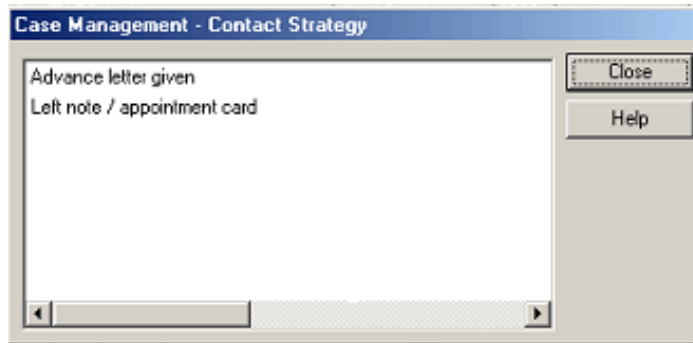 Case Management - Contact Strategy
Advance letter given
Left note / appointment card
Close
Help